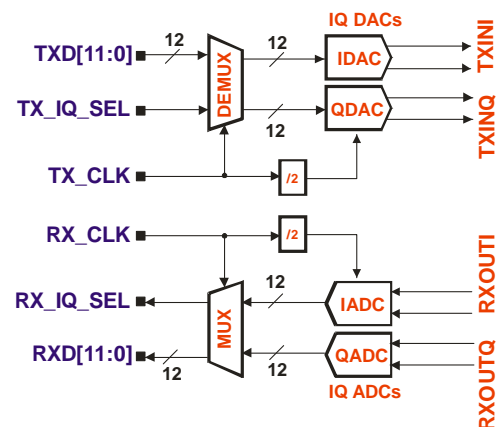 IQ DACs
TXD[11:0]
12
12
IDAC
TXINI
DEMUX
TX_IQ_SEL
12
QDAC
TXINQ
TX_CLK
/2
RX_CLK
/2
RX_IQ_SEL
MUX
12
IADC
RXOUTI
RXD[11:0]
12
12
QADC
RXOUTQ
IQ ADCs